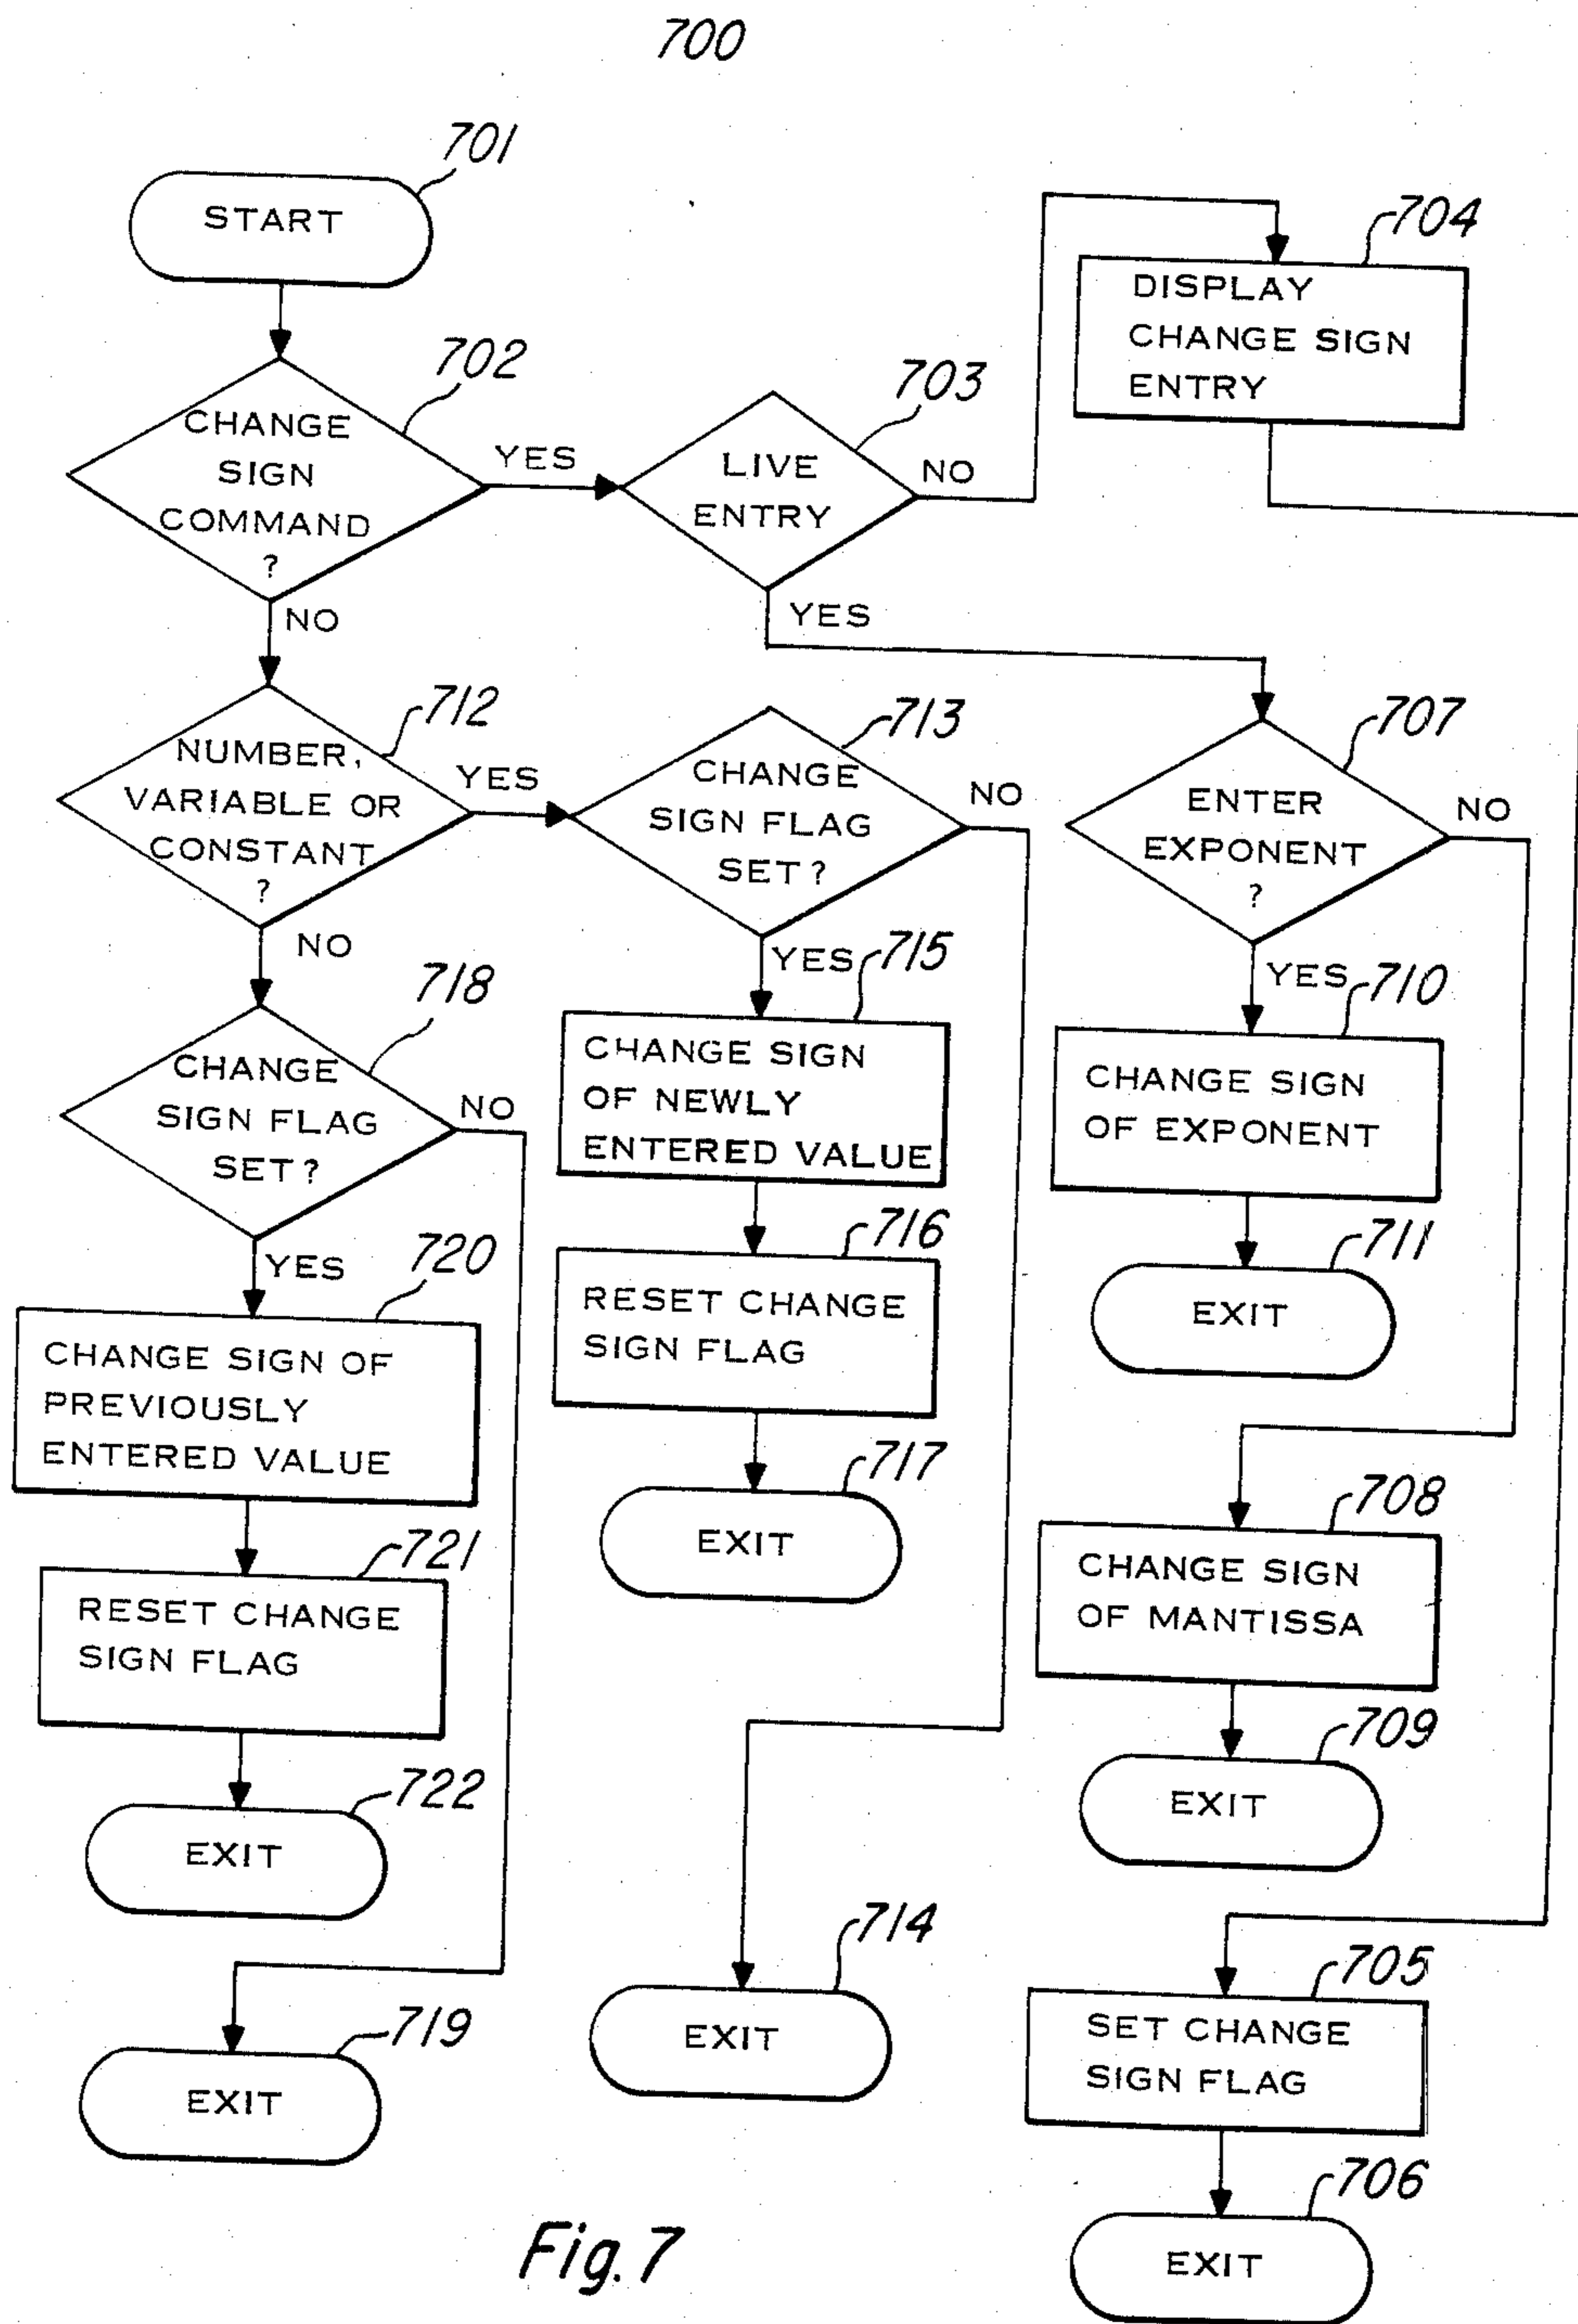 700
701
START
702
CHANGE
SIGN
COMMAND
?
YES
NO
703
LIVE
ENTRY
NO
YES
704
DISPLAY
CHANGE SIGN
ENTRY
712
NUMBER,
VARIABLE OR
CONSTANT
?
YES
NO
713
CHANGE
SIGN FLAG
SET?
NO
YES
707
ENTER
EXPONENT
?
NO
YES
718
CHANGE
SIGN FLAG
SET?
NO
YES
715
CHANGE SIGN
OF NEWLY
ENTERED VALUE
710
CHANGE SIGN
OF EXPONENT
716
RESET CHANGE
SIGN FLAG
711
EXIT
720
CHANGE SIGN OF
PREVIOUSLY
ENTERED VALUE
717
EXIT
708
CHANGE SIGN
OF MANTISSA
721
RESET CHANGE
SIGN FLAG
709
EXIT
722
EXIT
714
EXIT
705
SET CHANGE
SIGN FLAG
719
EXIT
706
EXIT
Fig. 7